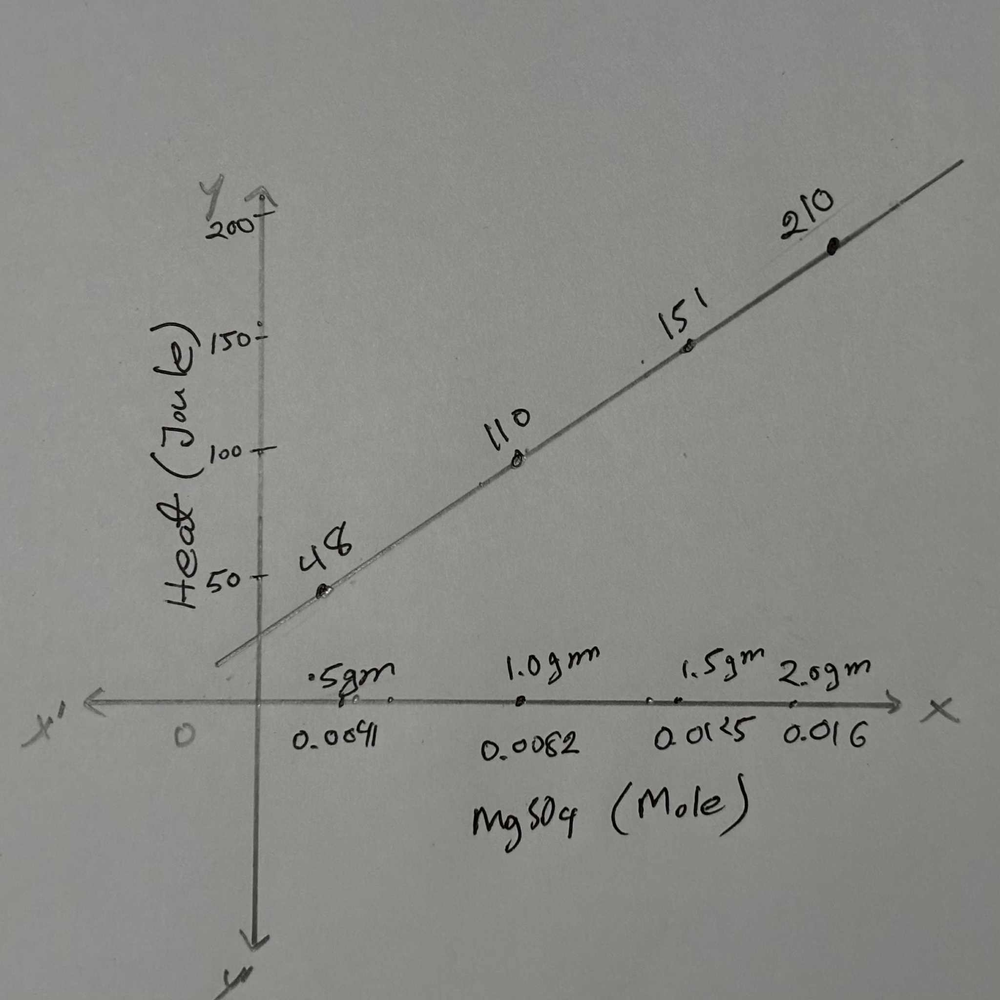 Y
200
210
150
151
Heat (Joule)
100
110
50
48
.5gm
1.0gm
1.5gm
2.0gm
X'
X
0
0.0041
0.0082
0.0125
0.016
MgSO4 (Mole)
Y'